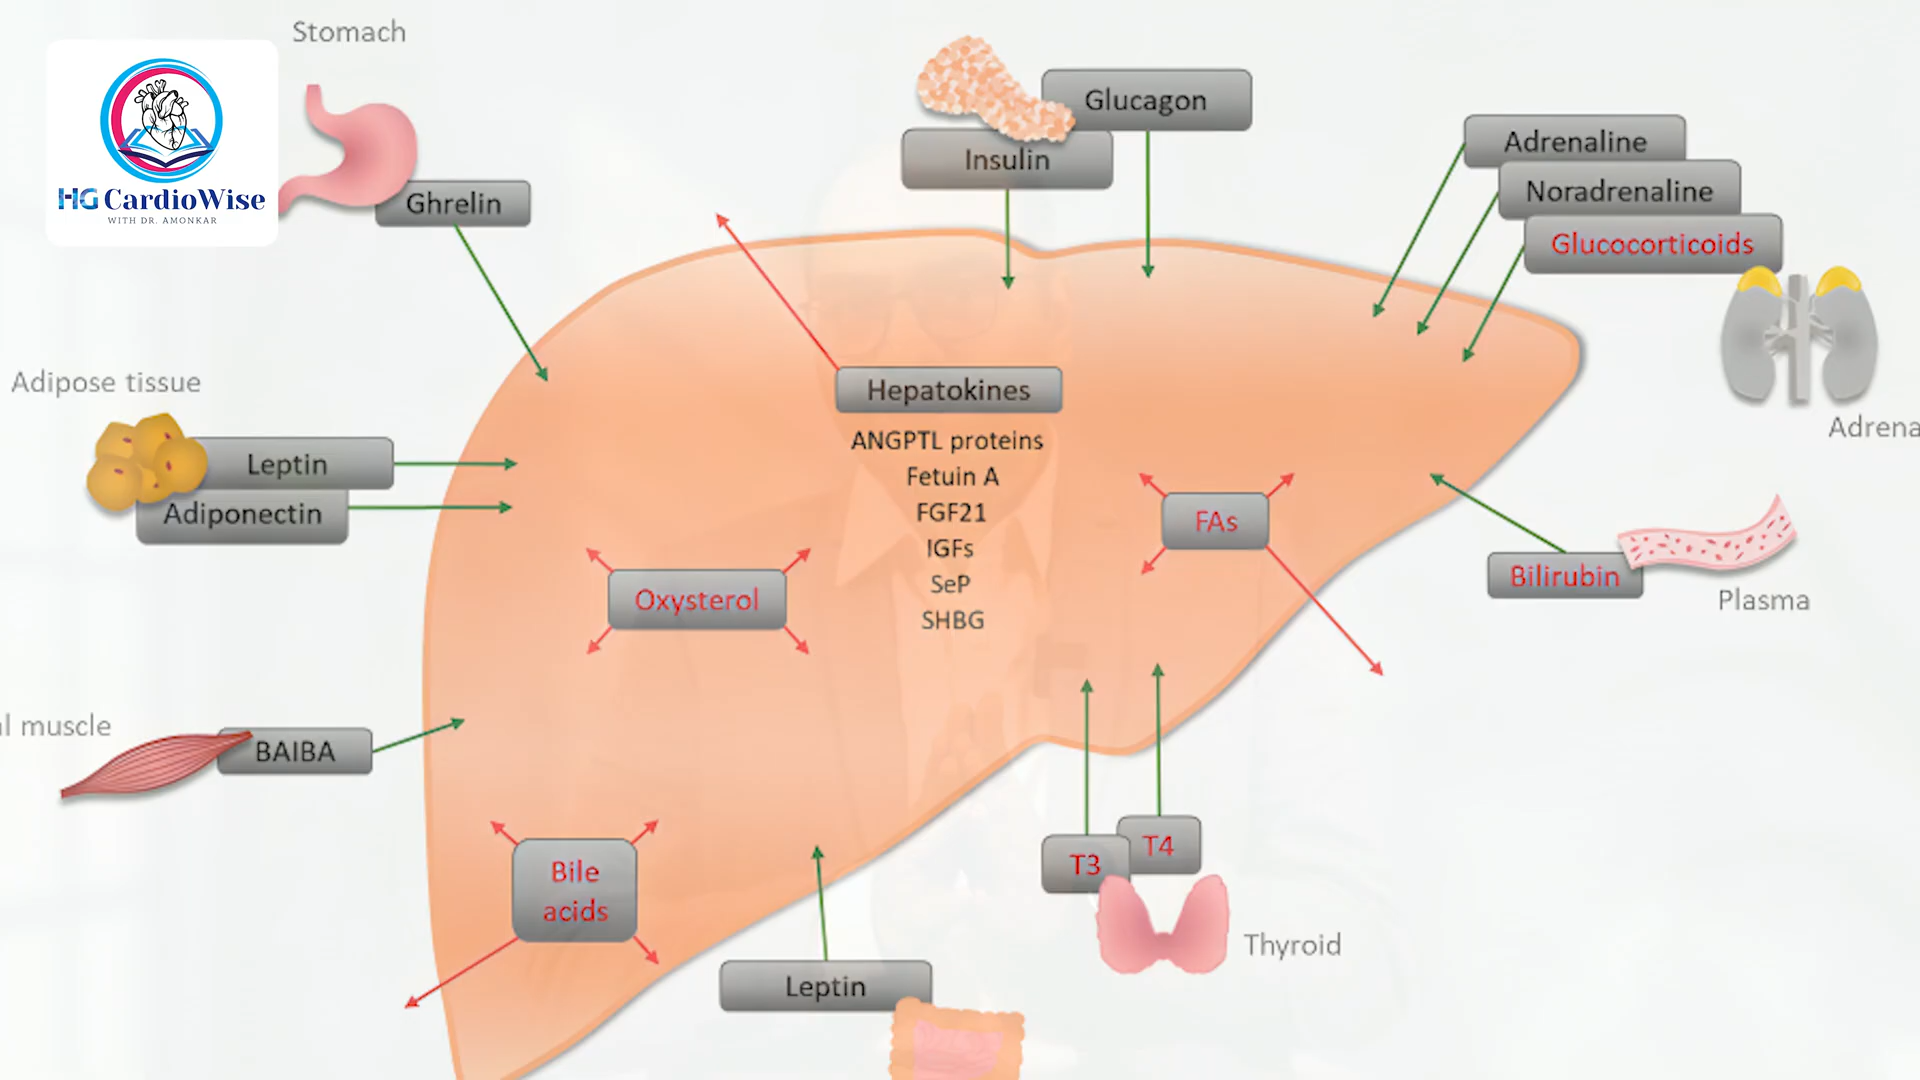 Stomach
HG CardioWise
WITH DR. AMONKAR
Ghrelin
Glucagon
Insulin
Adrenaline
Noradrenaline
Glucocorticoids
Adrena
Adipose tissue
Leptin
Adiponectin
Hepatokines
ANGPTL proteins
Fetuin A
FGF21
IGFs
SeP
SHBG
FAs
Oxysterol
Bilirubin
Plasma
al muscle
BAIBA
Bile
acids
T3
T4
Thyroid
Leptin